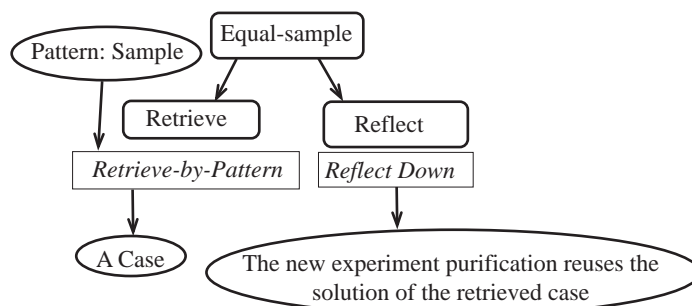 Equal-sample
Pattern: Sample
Retrieve
Reflect
Retrieve-by-Pattern
Reflect Down
A Case
The new experiment purification reuses the
solution of the retrieved case